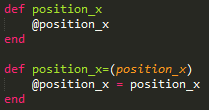 def position_x
    @position_x
end

def position_x=(position_x)
    @position_x = position_x
end